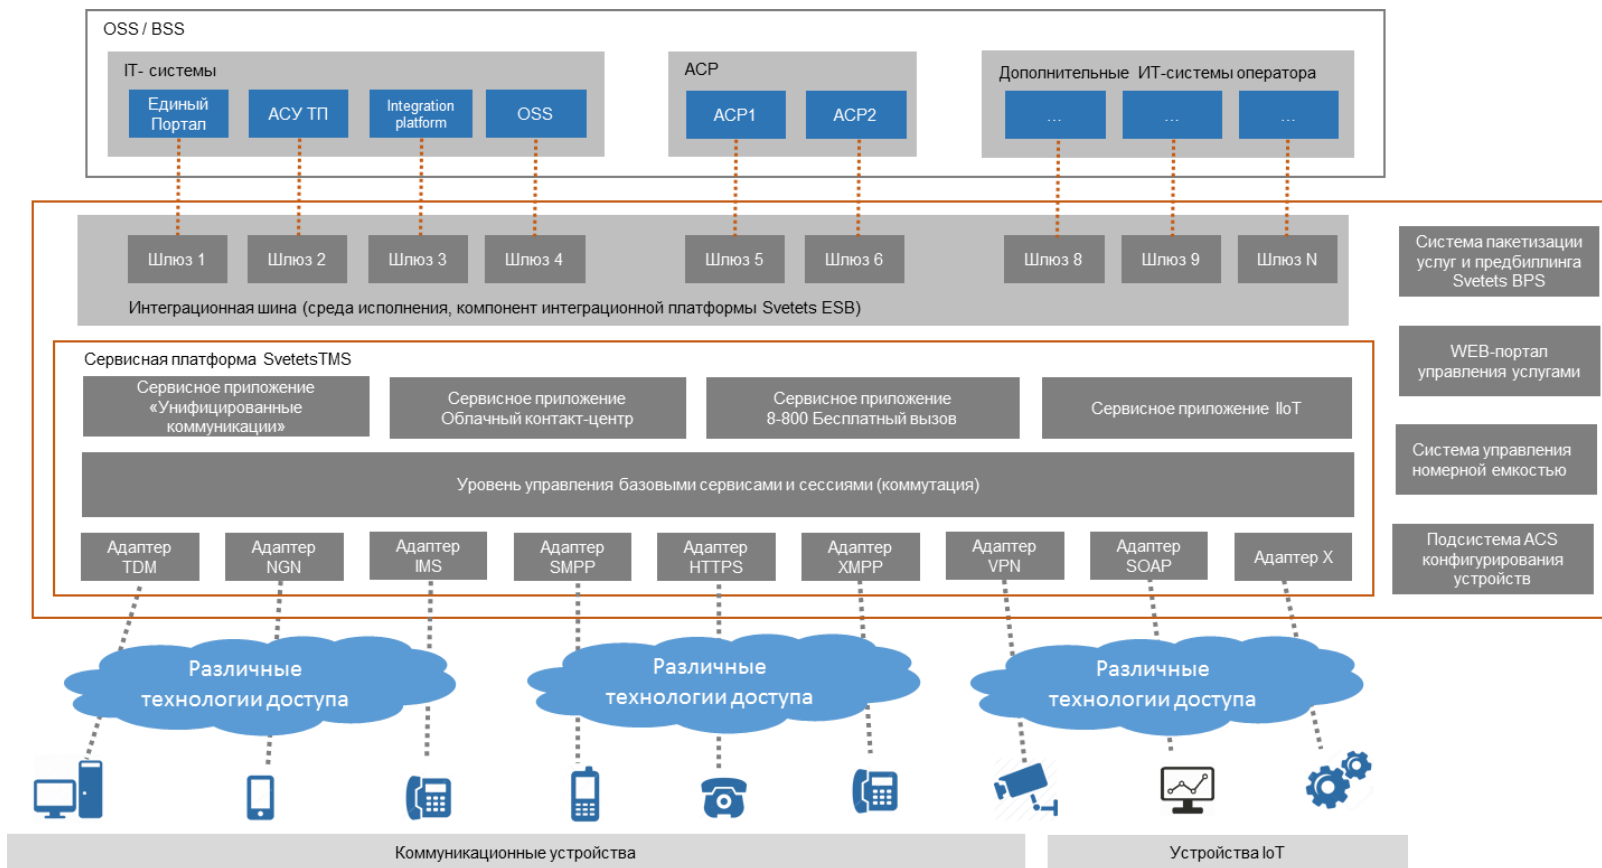 OSS / BSS
IT- системы
АСР
Дополнительные ИТ-системы оператора
Единый
Портал
АСУ ТП
Integration
platform
OSS
АСР1
АСР2
...
...
...
Шлюз 1
Шлюз 2
Шлюз 3
Шлюз 4
Шлюз 5
Шлюз 6
Шлюз 8
Шлюз 9
Шлюз N
Интеграционная шина (среда исполнения, компонент интеграционной платформы Svetets ESB)
Система пакетизации
услуг и предбиллинга
Svetets BPS
WEB-портал
управления услугами
Система управления
номерной емкостью
Подсистема ACS
конфигурирования
устройств
Сервисная платформа SvetetsTMS
Сервисное приложение
«Унифицированные
коммуникации»
Сервисное приложение
Облачный контакт-центр
Сервисное приложение
8-800 Бесплатный вызов
Сервисное приложение IIoT
Уровень управления базовыми сервисами и сессиями (коммутация)
Адаптер
TDM
Адаптер
NGN
Адаптер
IMS
Адаптер
SMPP
Адаптер
HTTPS
Адаптер
XMPP
Адаптер
VPN
Адаптер
SOAP
Адаптер X
Различные
технологии доступа
Различные
технологии доступа
Различные
технологии доступа
Коммуникационные устройства
Устройства IoT